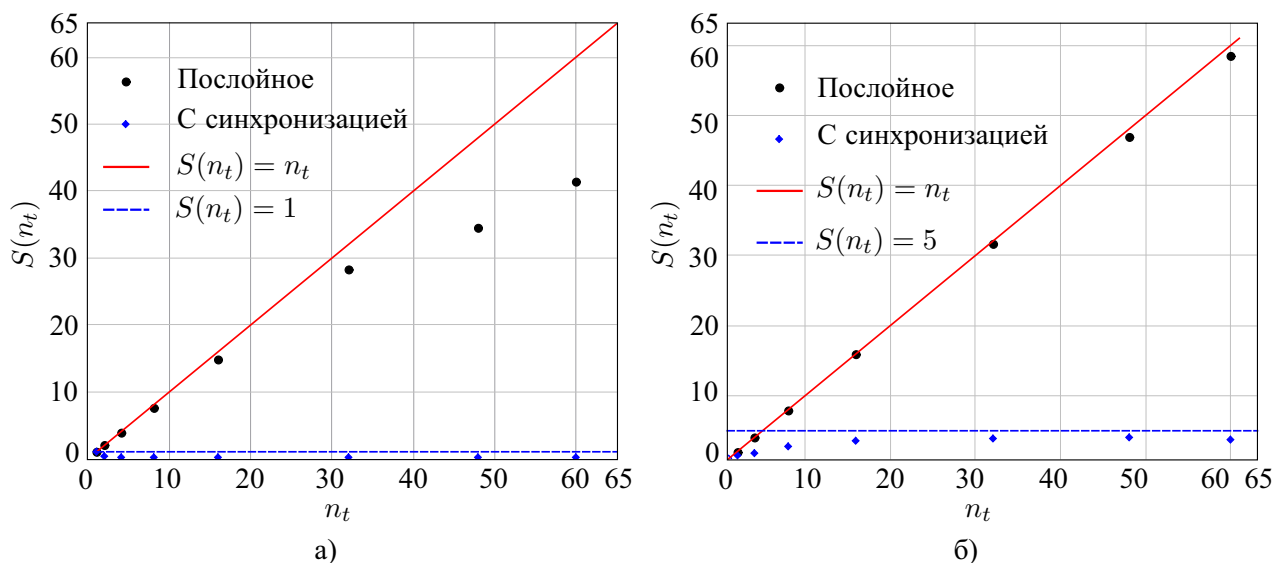 65
60
50
40
30
20
10
0
S(n_t)
Послойное
С синхронизацией
S(n_t) = n_t
S(n_t) = 1
0 10 20 30 40 50 60 65
n_t
а)
65
60
50
40
30
20
10
0
S(n_t)
Послойное
С синхронизацией
S(n_t) = n_t
S(n_t) = 5
0 10 20 30 40 50 60 65
n_t
б)